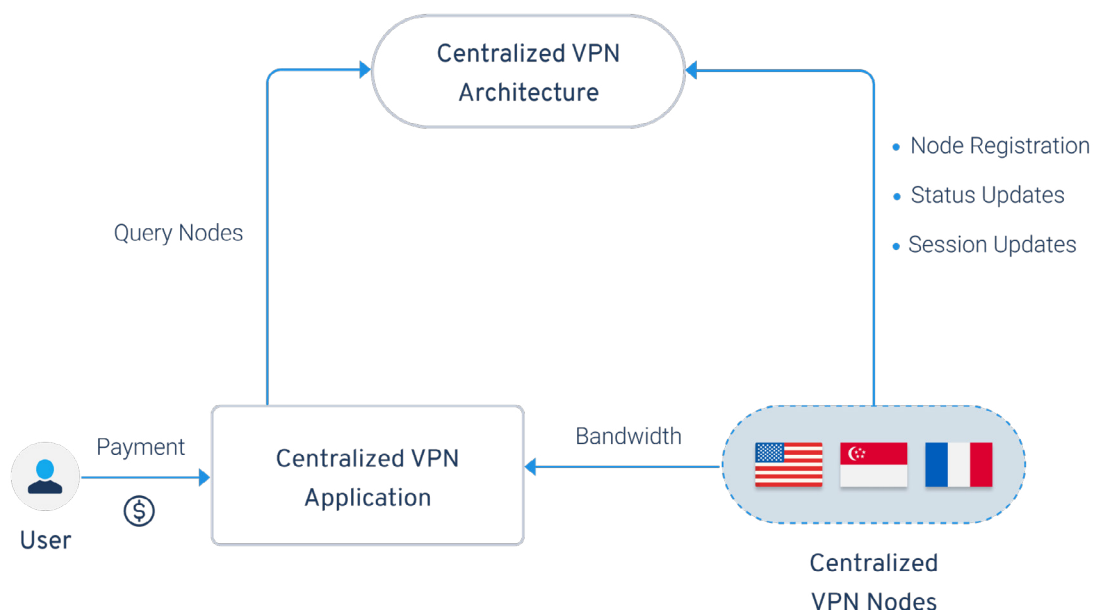 Centralized VPN
Architecture
Node Registration
Status Updates
Session Updates
Query Nodes
Payment
$
User
Centralized VPN
Application
Bandwidth
Centralized
VPN Nodes